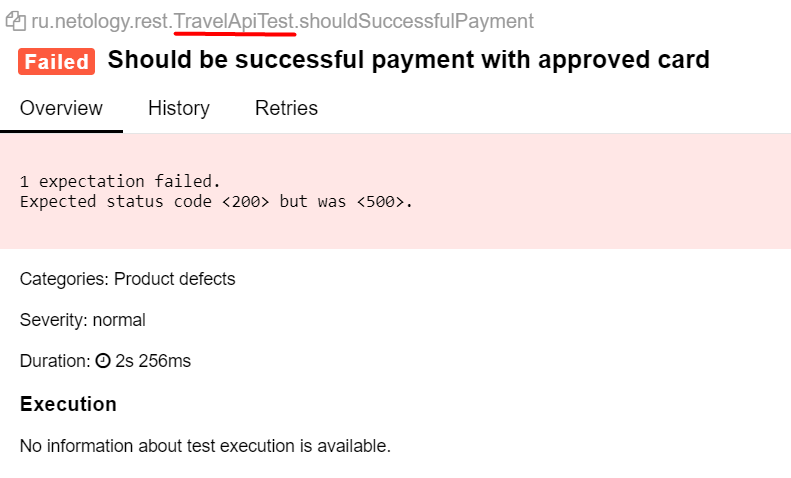 ru.netology.rest.TravelApiTest.shouldSuccessfulPayment
Failed Should be successful payment with approved card
Overview History Retries
1 expectation failed.
Expected status code <200> but was <500>.
Categories: Product defects
Severity: normal
Duration: 2s 256ms
Execution
No information about test execution is available.